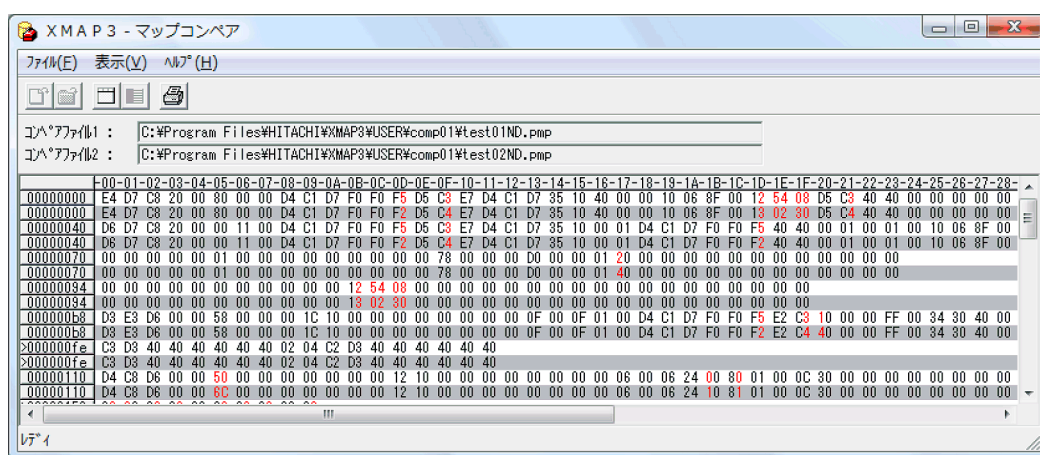 XMAP3 - マップコンペア
ﾌｧｲﾙ(F) 表示(V) ﾍﾙﾌﾟ(H)
ｺﾝﾍﾟｱﾌｧｲﾙ1 : C:¥Program Files¥HITACHI¥XMAP3¥USER¥comp01¥test01ND.pmp
ｺﾝﾍﾟｱﾌｧｲﾙ2 : C:¥Program Files¥HITACHI¥XMAP3¥USER¥comp01¥test02ND.pmp
-00-01-02-03-04-05-06-07-08-09-0A-0B-0C-0D-0E-0F-10-11-12-13-14-15-16-17-18-19-1A-1B-1C-1D-1E-1F-20-21-22-23-24-25-26-27-28-
00000000 E4 D7 C8 20 00 80 00 00 D4 C1 D7 F0 F0 F5 D5 C3 E7 D4 C1 D7 35 10 40 00 00 10 06 8F 00 12 54 08 D5 C3 40 40 00 00 00 00 00
00000000 E4 D7 C8 20 00 80 00 00 D4 C1 D7 F0 F0 F2 D5 C4 E7 D4 C1 D7 35 10 40 00 00 10 06 8F 00 13 02 30 D5 C4 40 40 00 00 00 00 00
00000040 D6 D7 C8 20 00 00 11 00 D4 C1 D7 F0 F0 F5 D5 C3 E7 D4 C1 D7 35 10 00 01 D4 C1 D7 F0 F0 F5 40 40 00 01 00 01 00 10 06 8F 00
00000040 D6 D7 C8 20 00 00 11 00 D4 C1 D7 F0 F0 F2 D5 C4 E7 D4 C1 D7 35 10 00 01 D4 C1 D7 F0 F0 F2 40 40 00 01 00 01 00 10 06 8F 00
00000070 00 00 00 00 00 01 00 00 00 00 00 00 00 00 78 00 00 00 D0 00 00 01 20 00 00 00 00 00 00 00 00 00 00 00 00 00
00000070 00 00 00 00 00 01 00 00 00 00 00 00 00 00 78 00 00 00 D0 00 00 01 40 00 00 00 00 00 00 00 00 00 00 00 00 00
00000094 00 00 00 00 00 00 00 00 00 00 00 12 54 08 00 00 00 00 00 00 00 00 00 00 00 00 00 00 00 00 00 00
00000094 00 00 00 00 00 00 00 00 00 00 00 13 02 30 00 00 00 00 00 00 00 00 00 00 00 00 00 00 00 00 00 00
000000b8 D3 E3 D6 00 00 58 00 00 00 1C 10 00 00 00 00 00 00 00 0F 00 0F 01 00 D4 C1 D7 F0 F0 F5 E2 C3 10 00 00 FF 00 34 30 40 00
000000b8 D3 E3 D6 00 00 58 00 00 00 1C 10 00 00 00 00 00 00 00 0F 00 0F 01 00 D4 C1 D7 F0 F0 F2 E2 C4 40 00 00 FF 00 34 30 40 00
>000000fe C3 D3 40 40 40 40 40 40 02 04 C2 D3 40 40 40 40 40 40
>000000fe C3 D3 40 40 40 40 40 40 02 04 C2 D3 40 40 40 40 40 40
00000110 D4 C8 D6 00 00 50 00 00 00 00 00 00 00 12 10 00 00 00 00 00 00 00 06 00 06 24 00 80 01 00 0C 30 00 00 00 00 00 00 00 00
00000110 D4 C8 D6 00 00 6C 00 00 00 00 00 00 00 12 10 00 00 00 00 00 00 00 06 00 06 24 10 81 01 00 0C 30 00 00 00 00 00 00 00 00
ﾚﾃﾞｨ